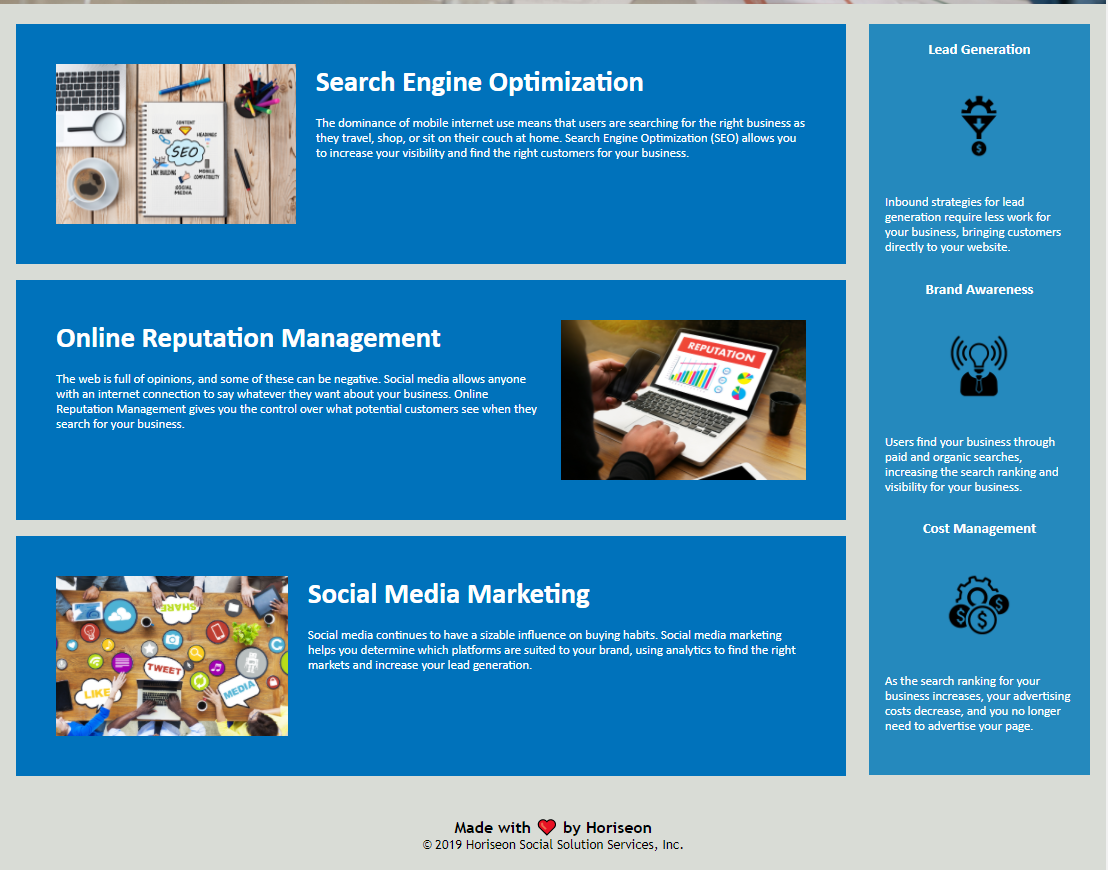 Search Engine Optimization
The dominance of mobile internet use means that users are searching for the right business as
they travel, shop, or sit on their couch at home. Search Engine Optimization (SEO) allows you
to increase your visibility and find the right customers for your business.
CONTENT
BACKLINK
HEADINGS
SEO
LINK BUILDING
MOBILE
COMPATIBILITY
SOCIAL
MEDIA
Online Reputation Management
The web is full of opinions, and some of these can be negative. Social media allows anyone
with an internet connection to say whatever they want about your business. Online
Reputation Management gives you the control over what potential customers see when they
search for your business.
REPUTATION
Social Media Marketing
Social media continues to have a sizable influence on buying habits. Social media marketing
helps you determine which platforms are suited to your brand, using analytics to find the right
markets and increase your lead generation.
SHARE
TWEET
LIKE
MEDIA
Lead Generation
Inbound strategies for lead
generation require less work for
your business, bringing customers
directly to your website.
Brand Awareness
Users find your business through
paid and organic searches,
increasing the search ranking and
visibility for your business.
Cost Management
As the search ranking for your
business increases, your advertising
costs decrease, and you no longer
need to advertise your page.
Made with ❤️ by Horiseon
© 2019 Horiseon Social Solution Services, Inc.